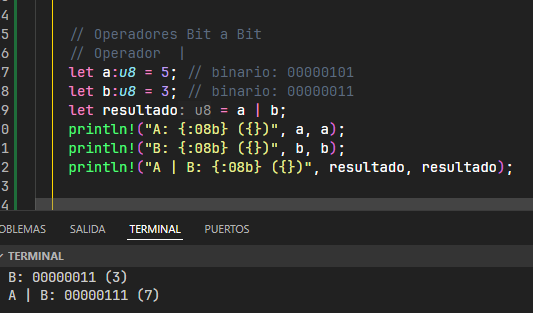 4
5 // Operadores Bit a Bit
6 // Operador |
7 let a:u8 = 5; // binario: 00000101
8 let b:u8 = 3; // binario: 00000011
9 let resultado: u8 = a | b;
0 println!("A: {:08b} ({})", a, a);
1 println!("B: {:08b} ({})", b, b);
2 println!("A | B: {:08b} ({})", resultado, resultado);
3
4
OBLEMAS SALIDA TERMINAL PUERTOS
TERMINAL
B: 00000011 (3)
A | B: 00000111 (7)